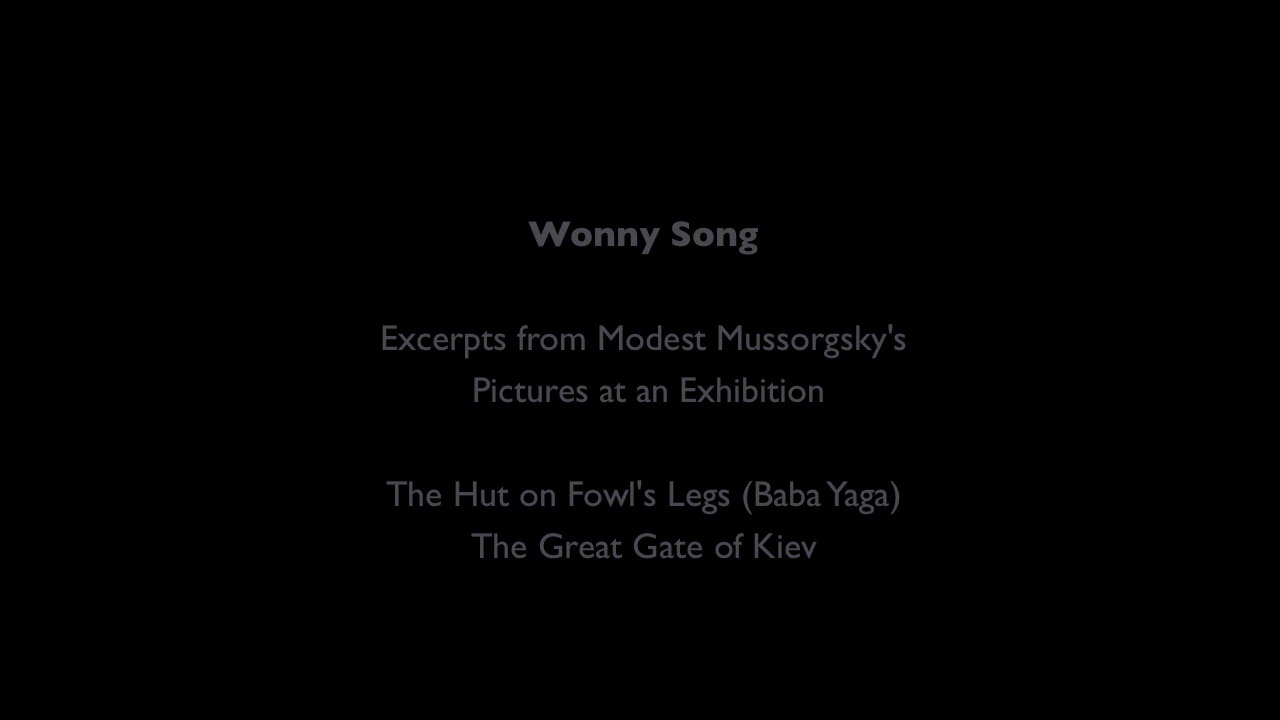 Wonny Song
Excerpts from Modest Mussorgsky's
Pictures at an Exhibition
The Hut on Fowl's Legs (Baba Yaga)
The Great Gate of Kiev